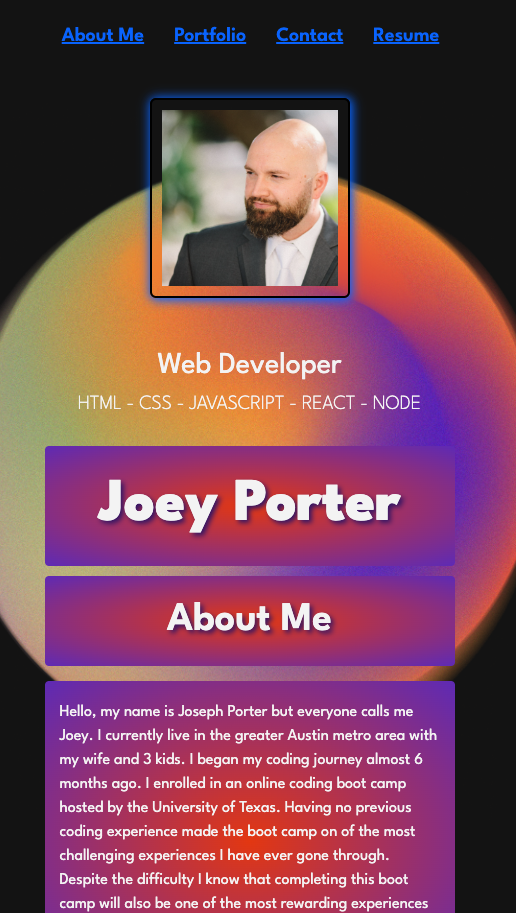 About Me Portfolio Contact Resume
Web Developer
HTML - CSS - JAVASCRIPT - REACT - NODE
Joey Porter
About Me
Hello, my name is Joseph Porter but everyone calls me
Joey. I currently live in the greater Austin metro area with
my wife and 3 kids. I began my coding journey almost 6
months ago. I enrolled in an online coding boot camp
hosted by the University of Texas. Having no previous
coding experience made the boot camp on of the most
challenging experiences I have ever gone through.
Despite the difficulty I know that completing this boot
camp will also be one of the most rewarding experiences